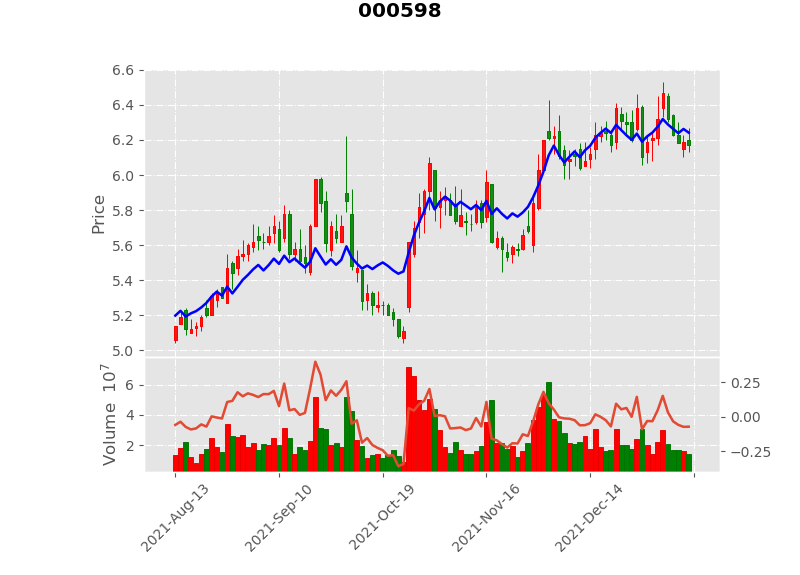 000598
6.6
6.4
6.2
6.0
5.8
5.6
5.4
5.2
5.0
Price
6
4
2
Volume 10^7
0.25
0.00
−0.25
2021-Aug-13
2021-Sep-10
2021-Oct-19
2021-Nov-16
2021-Dec-14